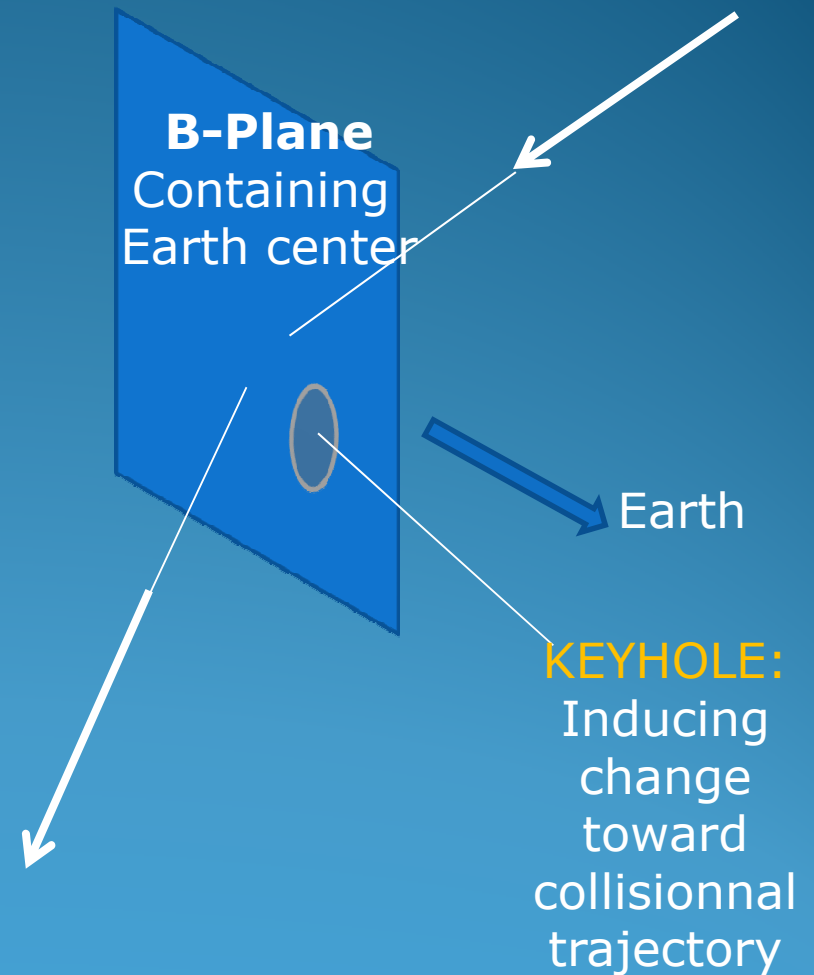 B-Plane
Containing
Earth center
Earth
KEYHOLE:
Inducing
change
toward
collisionnal
trajectory